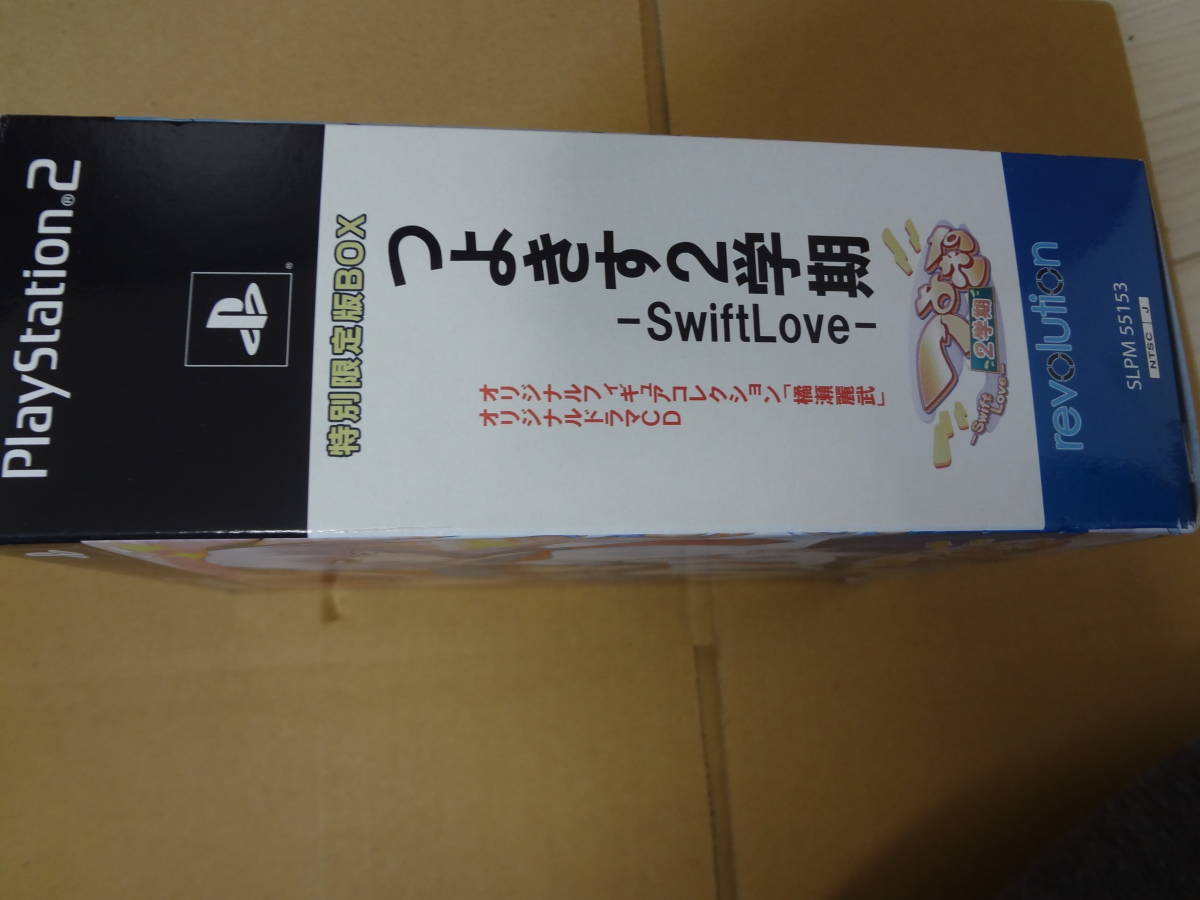 PlayStation®2
®
特別限定版BOX
つよきす2学期
-SwiftLove-
オリジナルフィギュアコレクション「橘瀬麗武」
オリジナルドラマCD
つよきす
2学期
-Swift Love-
revolution
SLPM 55153
NTSC J